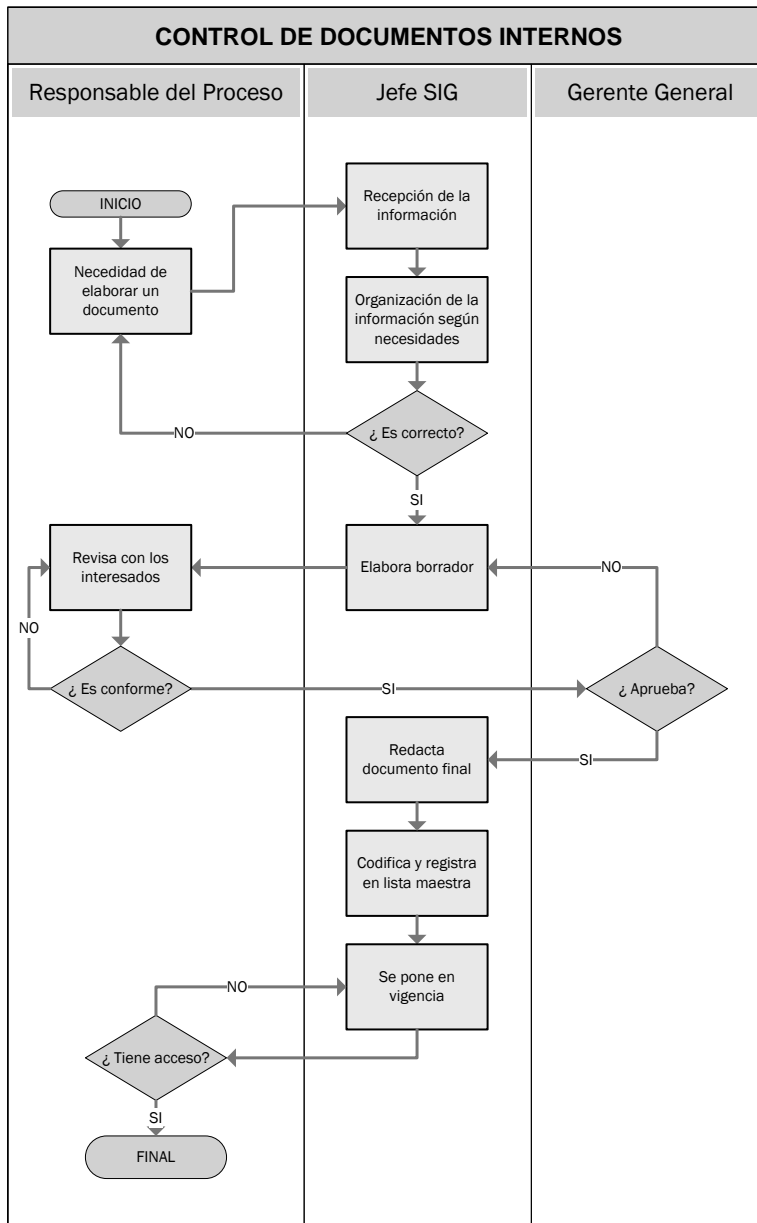 CONTROL DE DOCUMENTOS INTERNOS
Responsable del Proceso
Jefe SIG
Gerente General
INICIO
Necedidad de
elaborar un
documento
Recepción de la
información
Organización de la
información según
necesidades
¿ Es correcto?
NO
SI
Elabora borrador
Revisa con los
interesados
NO
¿ Es conforme?
SI
¿ Aprueba?
NO
SI
Redacta
documento final
Codifica y registra
en lista maestra
Se pone en
vigencia
NO
¿ Tiene acceso?
SI
FINAL